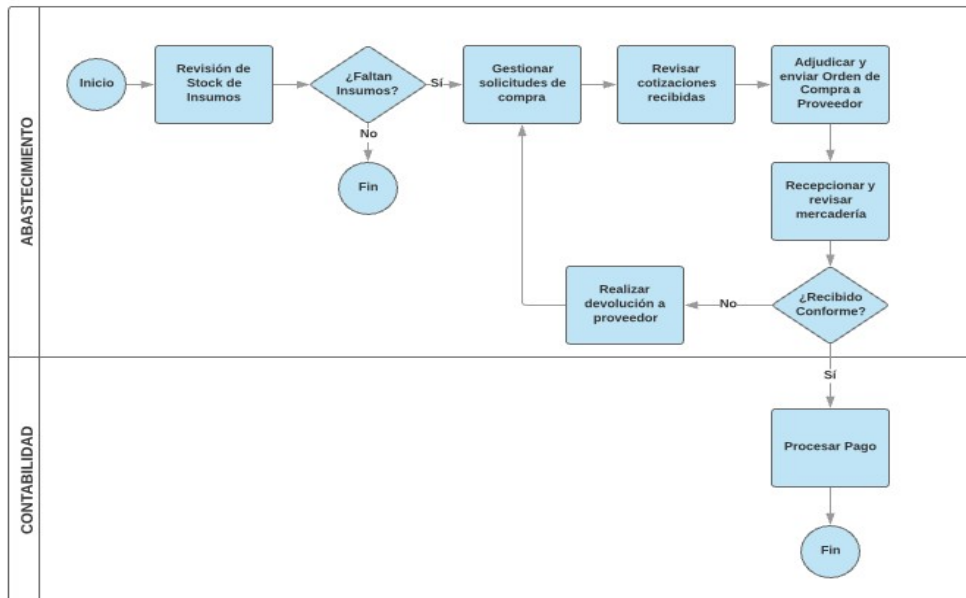 ABASTECIMIENTO
Inicio
Revisión de
Stock de
Insumos
¿Faltan
Insumos?
Sí
No
Fin
Gestionar
solicitudes de
compra
Revisar
cotizaciones
recibidas
Adjudicar y
enviar Orden de
Compra a
Proveedor
Recepcionar y
revisar
mercadería
¿Recibido
Conforme?
No
Realizar
devolución a
proveedor
Sí
CONTABILIDAD
Procesar Pago
Fin